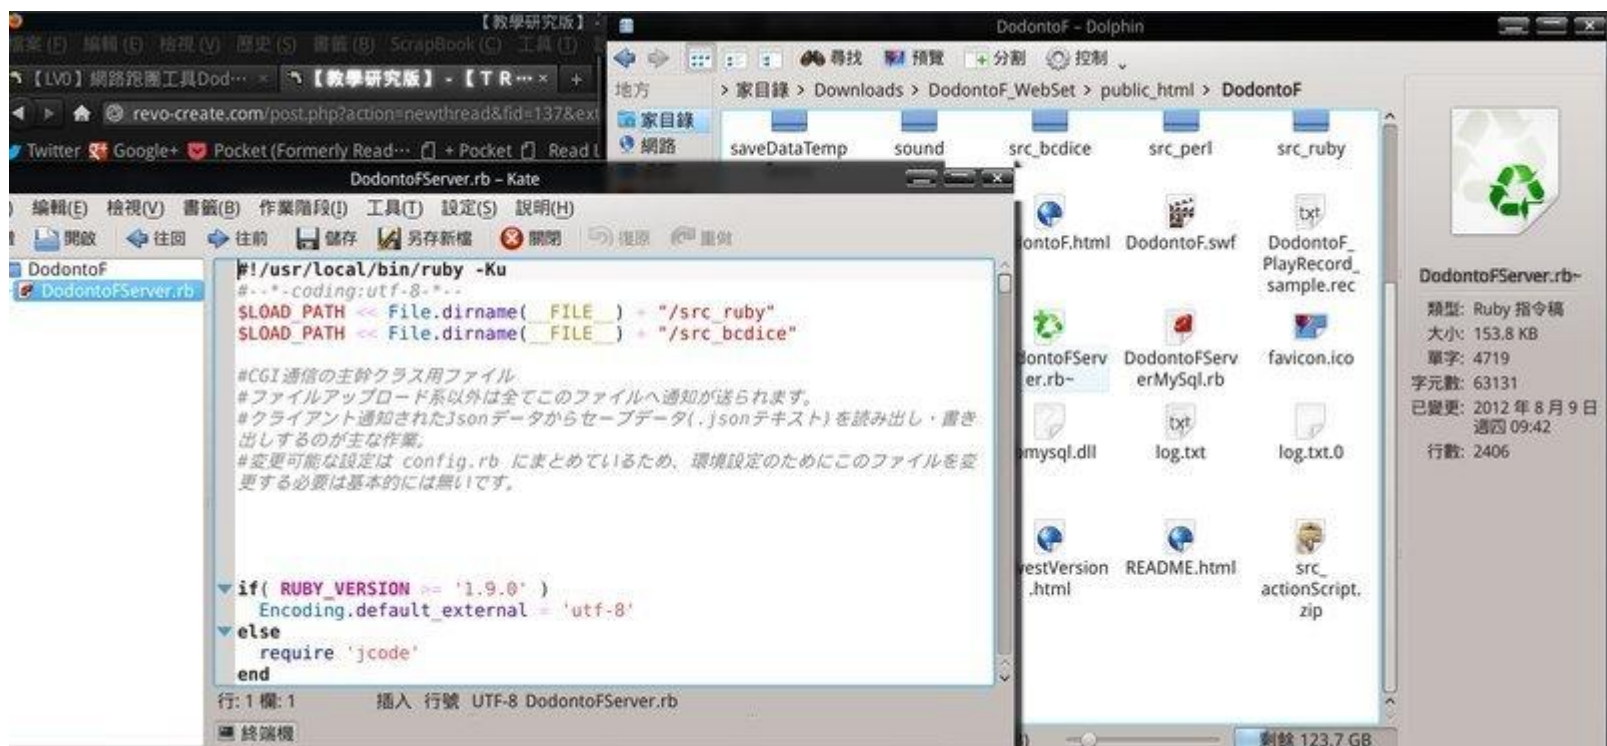 【教學研究版】-
檔案(F) 編輯(E) 檢視(V) 歷史(S) 書籤(B) ScrapBook(C) 工具(T)
【LV0】網路跑團工具Dod… × 【教學研究版】-【TR… × +
revo-create.com/post.php?action=newthread&fid=137&ex
Twitter Google+ Pocket (Formerly Read… + Pocket Read L
DodontoF – Dolphin
尋找 預覽 分割 控制
地方
> 家目錄 > Downloads > DodontoF_WebSet > public_html > DodontoF
家目錄
網路
saveDataTemp sound src_bcdice src_perl src_ruby
ontoF.html DodontoF.swf DodontoF_
PlayRecord_
sample.rec
dontoFServ DodontoFServ favicon.ico
er.rb~ erMySql.rb
mysql.dll log.txt log.txt.0
vestVersion README.html src_
.html actionScript.
zip
txt
txt
DodontoFServer.rb~
類型: Ruby 指令稿
大小: 153.8 KB
單字: 4719
字元數: 63131
已變更: 2012 年 8 月 9 日
週四 09:42
行數: 2406
剩餘 123.7 GB
DodontoFServer.rb – Kate
) 編輯(E) 檢視(V) 書籤(B) 作業階段(I) 工具(T) 設定(S) 說明(H)
開啟 往回 往前 儲存 另存新檔 關閉 復原 重做
DodontoF
DodontoFServer.rb
#!/usr/local/bin/ruby -Ku
#--*-coding:utf-8-*--
$LOAD_PATH << File.dirname(__FILE__) + "/src_ruby"
$LOAD_PATH << File.dirname(__FILE__) + "/src_bcdice"
#CGI通信の主幹クラス用ファイル
#ファイルアップロード系以外は全てこのファイルへ通知が送られます。
#クライアント通知されたJsonデータからセーブデータ(.jsonテキスト)を読み出し・書き
出しするのが主な作業。
#変更可能な設定は config.rb にまとめているため、環境設定のためにこのファイルを変
更する必要は基本的には無いです。
if( RUBY_VERSION >= '1.9.0' )
Encoding.default_external = 'utf-8'
else
require 'jcode'
end
行: 1 欄: 1 插入 行號 UTF-8 DodontoFServer.rb
終端機